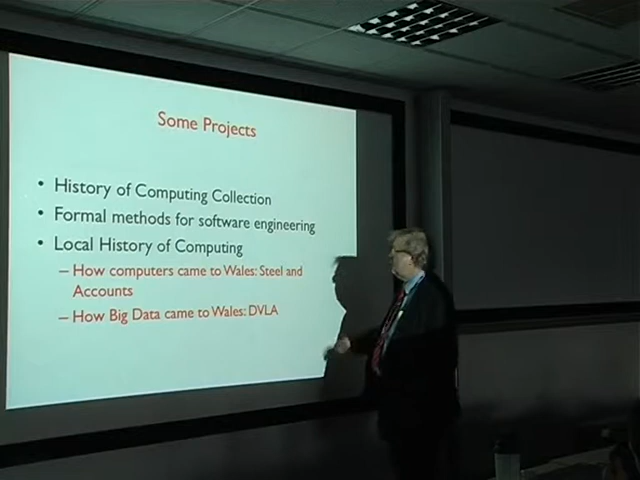 Some Projects
• History of Computing Collection
• Formal methods for software engineering
• Local History of Computing
– How computers came to Wales: Steel and
Accounts
– How Big Data came to Wales: DVLA